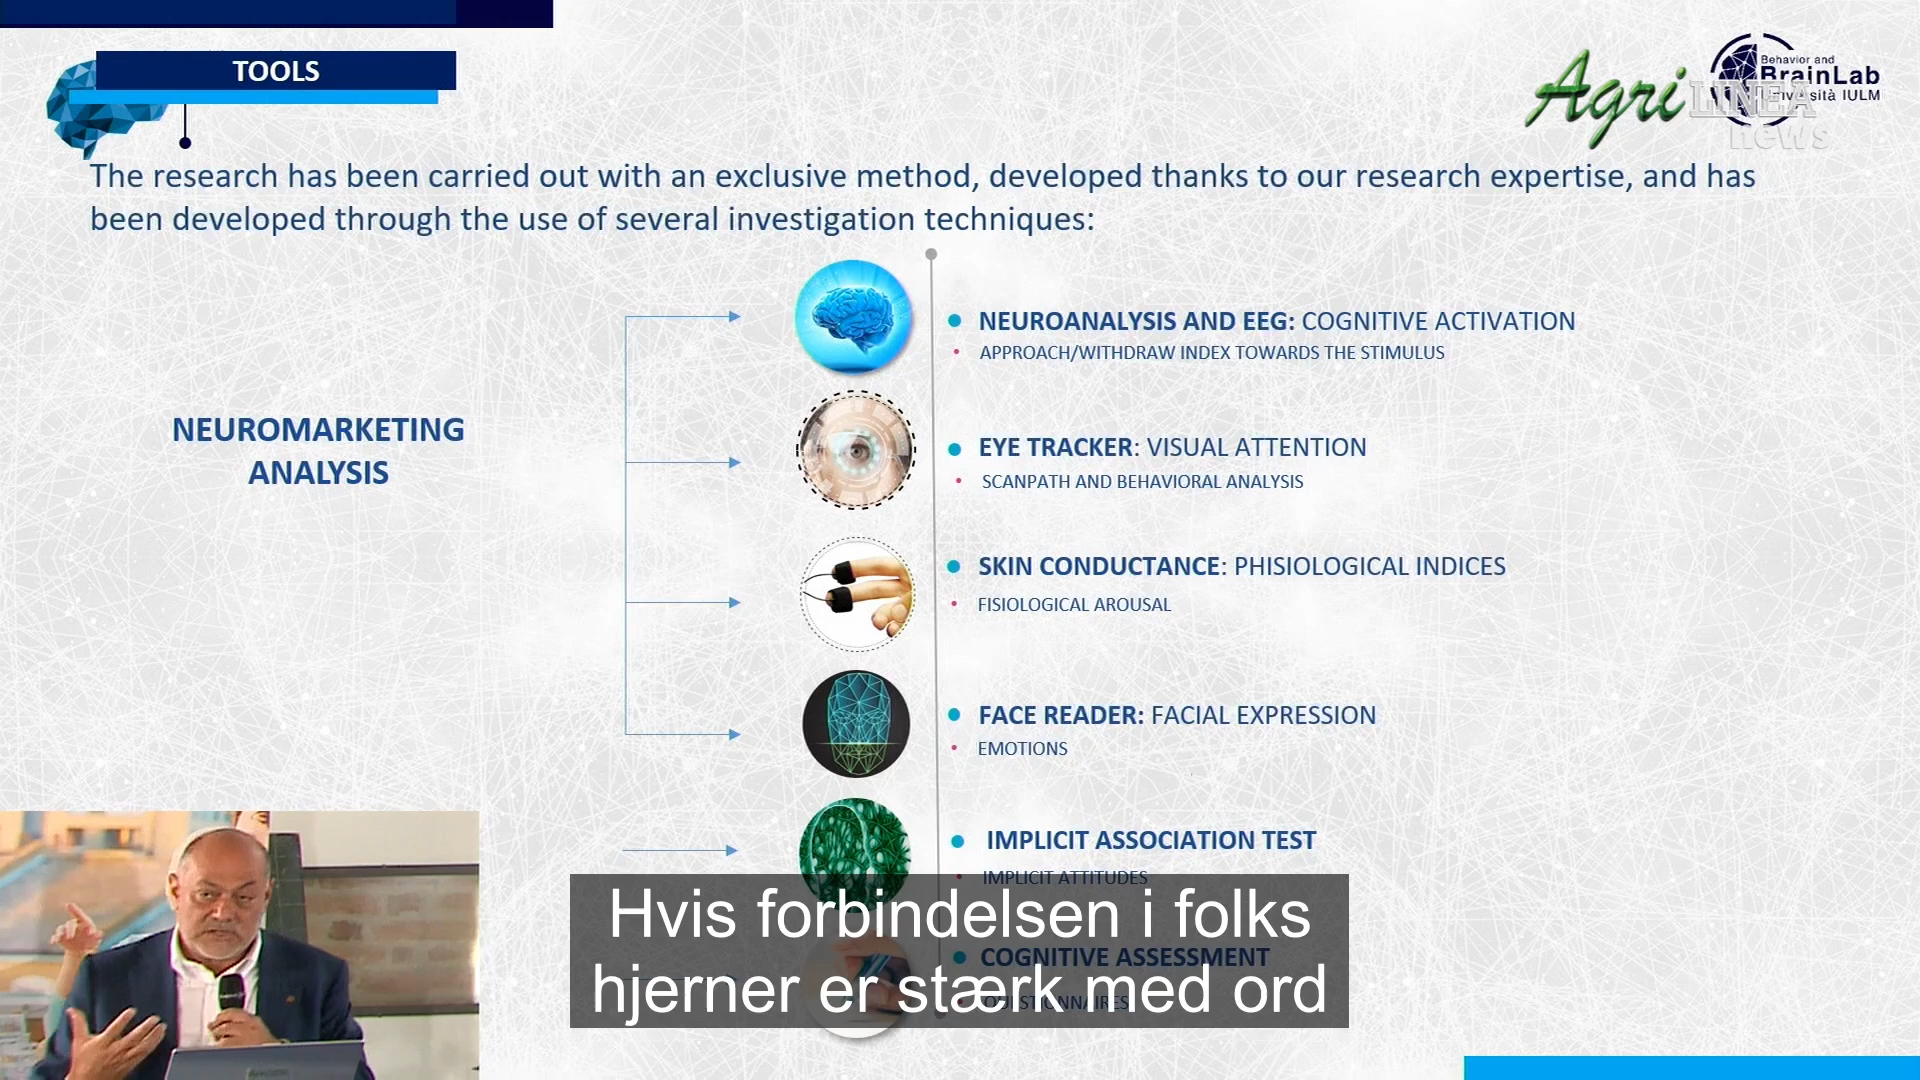 TOOLS
Agri LINEA
news
Behavior and
BrainLab
Università IULM
The research has been carried out with an exclusive method, developed thanks to our research expertise, and has
been developed through the use of several investigation techniques:
NEUROMARKETING
ANALYSIS
NEUROANALYSIS AND EEG: COGNITIVE ACTIVATION
APPROACH/WITHDRAW INDEX TOWARDS THE STIMULUS
EYE TRACKER: VISUAL ATTENTION
SCANPATH AND BEHAVIORAL ANALYSIS
SKIN CONDUCTANCE: PHISIOLOGICAL INDICES
FISIOLOGICAL AROUSAL
FACE READER: FACIAL EXPRESSION
EMOTIONS
IMPLICIT ASSOCIATION TEST
IMPLICIT ATTITUDES
COGNITIVE ASSESSMENT
QUESTIONNAIRES
Hvis forbindelsen i folks
hjerner er stærk med ord